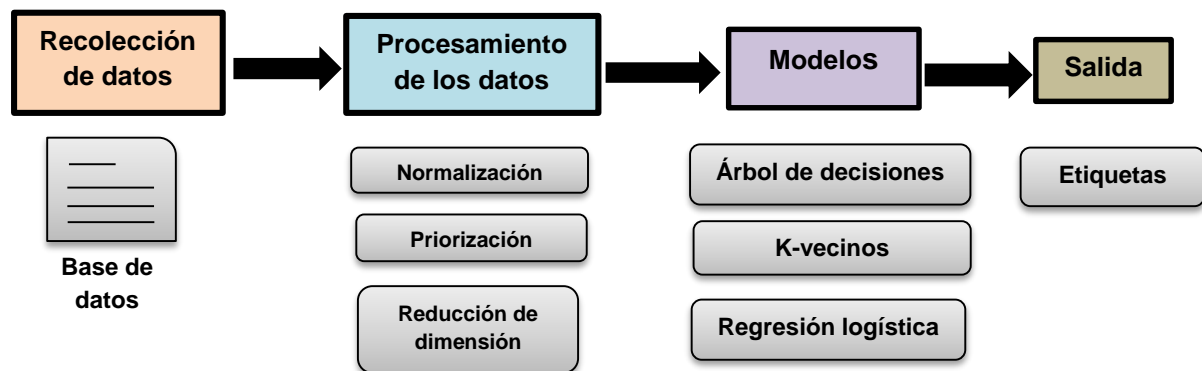 Recolección
de datos
Procesamiento
de los datos
Modelos
Salida
Base de
datos
Normalización
Priorización
Reducción de
dimensión
Árbol de decisiones
K-vecinos
Regresión logística
Etiquetas